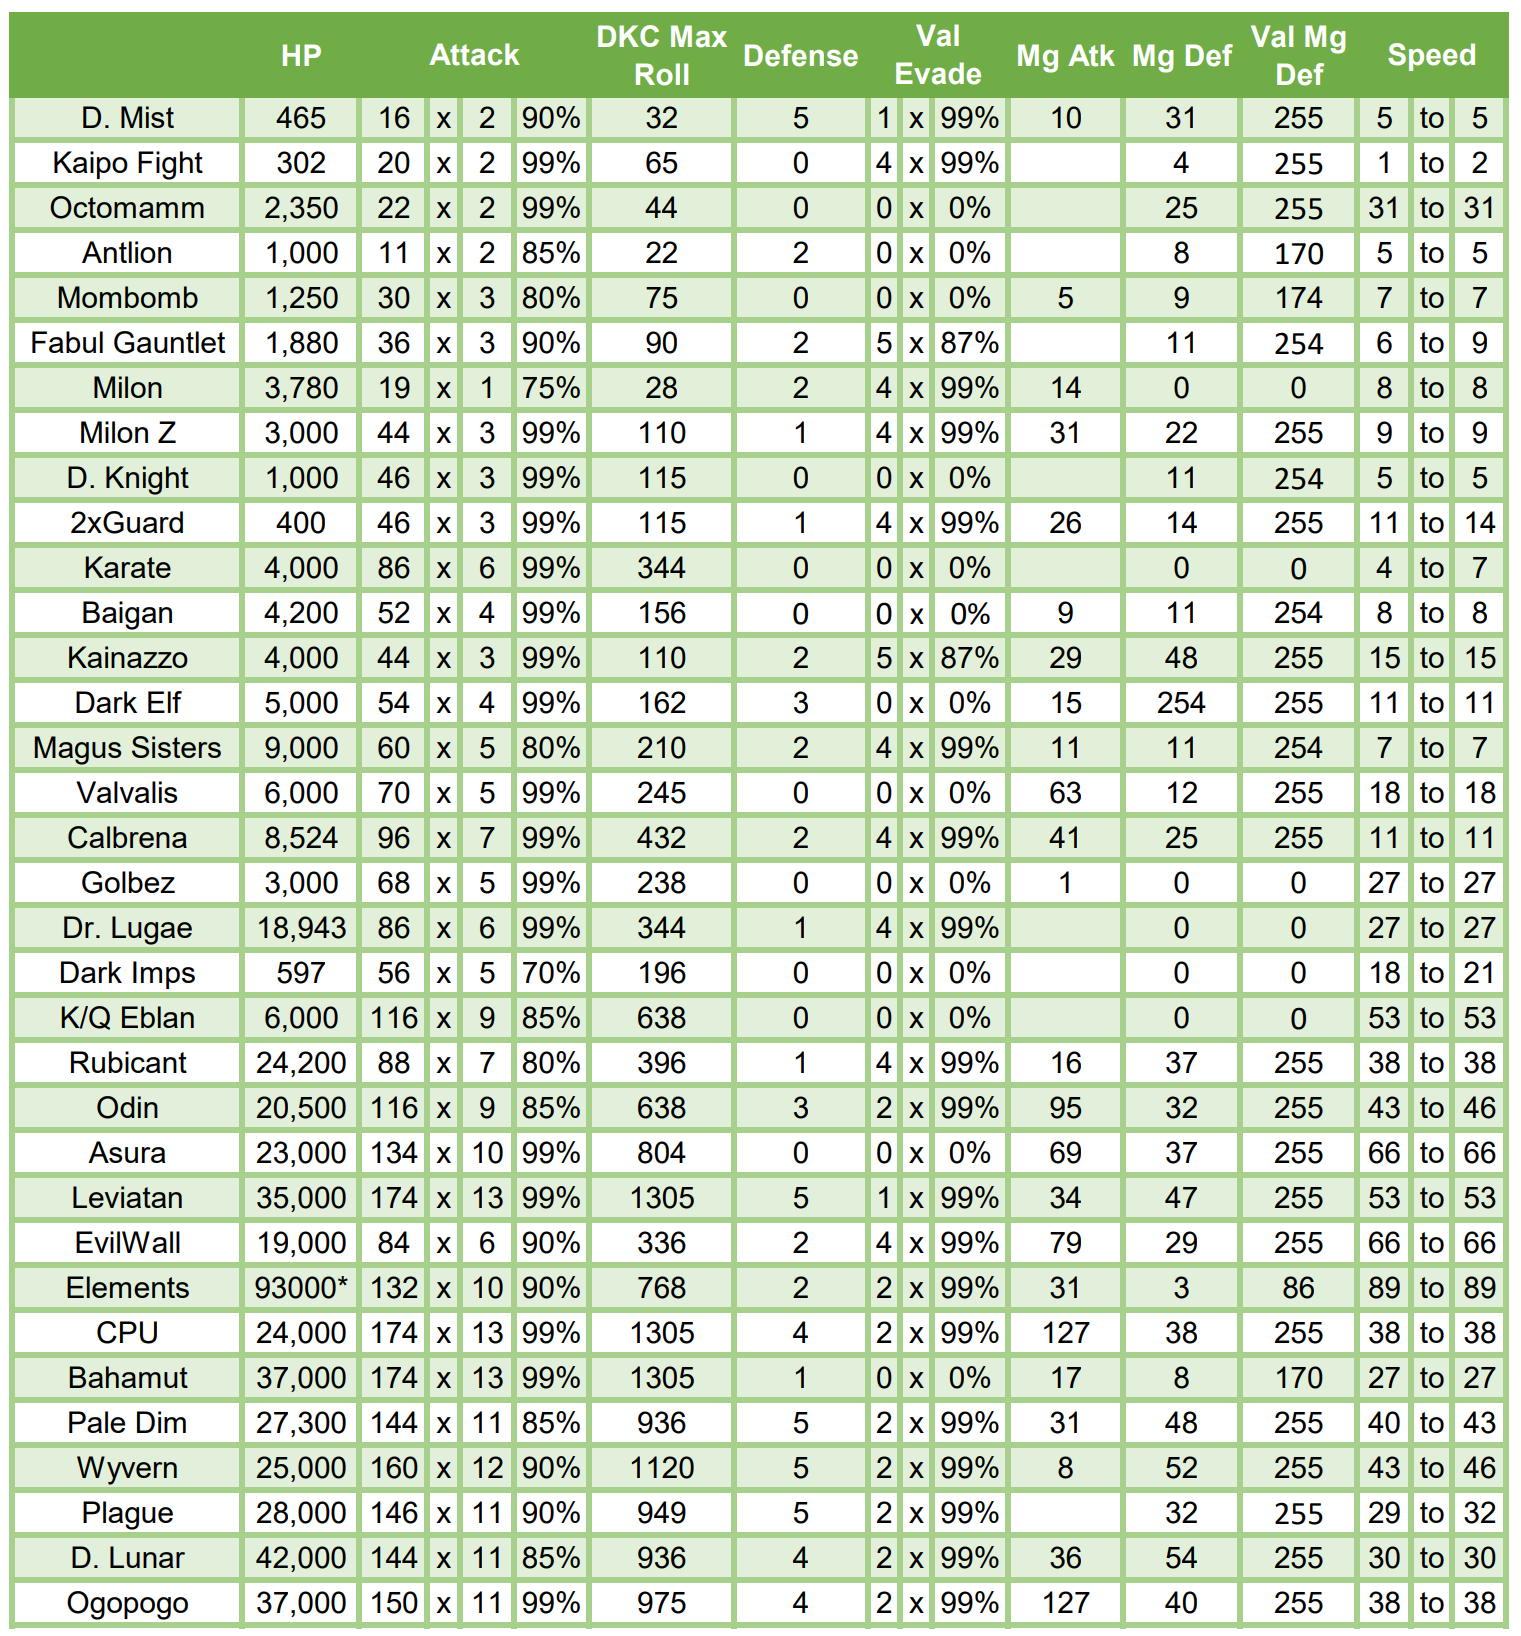 HP Attack DKC Max Roll Defense Val Evade Mg Atk Mg Def Val Mg Def Speed
D. Mist 465 16 x 2 90% 32 5 1 x 99% 10 31 255 5 to 5
Kaipo Fight 302 20 x 2 99% 65 0 4 x 99% 4 255 1 to 2
Octomamm 2,350 22 x 2 99% 44 0 0 x 0% 25 255 31 to 31
Antlion 1,000 11 x 2 85% 22 2 0 x 0% 8 170 5 to 5
Mombomb 1,250 30 x 3 80% 75 0 0 x 0% 5 9 174 7 to 7
Fabul Gauntlet 1,880 36 x 3 90% 90 2 5 x 87% 11 254 6 to 9
Milon 3,780 19 x 1 75% 28 2 4 x 99% 14 0 0 8 to 8
Milon Z 3,000 44 x 3 99% 110 1 4 x 99% 31 22 255 9 to 9
D. Knight 1,000 46 x 3 99% 115 0 0 x 0% 11 254 5 to 5
2xGuard 400 46 x 3 99% 115 1 4 x 99% 26 14 255 11 to 14
Karate 4,000 86 x 6 99% 344 0 0 x 0% 0 0 4 to 7
Baigan 4,200 52 x 4 99% 156 0 0 x 0% 9 11 254 8 to 8
Kainazzo 4,000 44 x 3 99% 110 2 5 x 87% 29 48 255 15 to 15
Dark Elf 5,000 54 x 4 99% 162 3 0 x 0% 15 254 255 11 to 11
Magus Sisters 9,000 60 x 5 80% 210 2 4 x 99% 11 11 254 7 to 7
Valvalis 6,000 70 x 5 99% 245 0 0 x 0% 63 12 255 18 to 18
Calbrena 8,524 96 x 7 99% 432 2 4 x 99% 41 25 255 11 to 11
Golbez 3,000 68 x 5 99% 238 0 0 x 0% 1 0 0 27 to 27
Dr. Lugae 18,943 86 x 6 99% 344 1 4 x 99% 0 0 27 to 27
Dark Imps 597 56 x 5 70% 196 0 0 x 0% 0 0 18 to 21
K/Q Eblan 6,000 116 x 9 85% 638 0 0 x 0% 0 0 53 to 53
Rubicant 24,200 88 x 7 80% 396 1 4 x 99% 16 37 255 38 to 38
Odin 20,500 116 x 9 85% 638 3 2 x 99% 95 32 255 43 to 46
Asura 23,000 134 x 10 99% 804 0 0 x 0% 69 37 255 66 to 66
Leviatan 35,000 174 x 13 99% 1305 5 1 x 99% 34 47 255 53 to 53
EvilWall 19,000 84 x 6 90% 336 2 4 x 99% 79 29 255 66 to 66
Elements 93000* 132 x 10 90% 768 2 2 x 99% 31 3 86 89 to 89
CPU 24,000 174 x 13 99% 1305 4 2 x 99% 127 38 255 38 to 38
Bahamut 37,000 174 x 13 99% 1305 1 0 x 0% 17 8 170 27 to 27
Pale Dim 27,300 144 x 11 85% 936 5 2 x 99% 31 48 255 40 to 43
Wyvern 25,000 160 x 12 90% 1120 5 2 x 99% 8 52 255 43 to 46
Plague 28,000 146 x 11 90% 949 5 2 x 99% 32 255 29 to 32
D. Lunar 42,000 144 x 11 85% 936 4 2 x 99% 36 54 255 30 to 30
Ogopogo 37,000 150 x 11 99% 975 4 2 x 99% 127 40 255 38 to 38